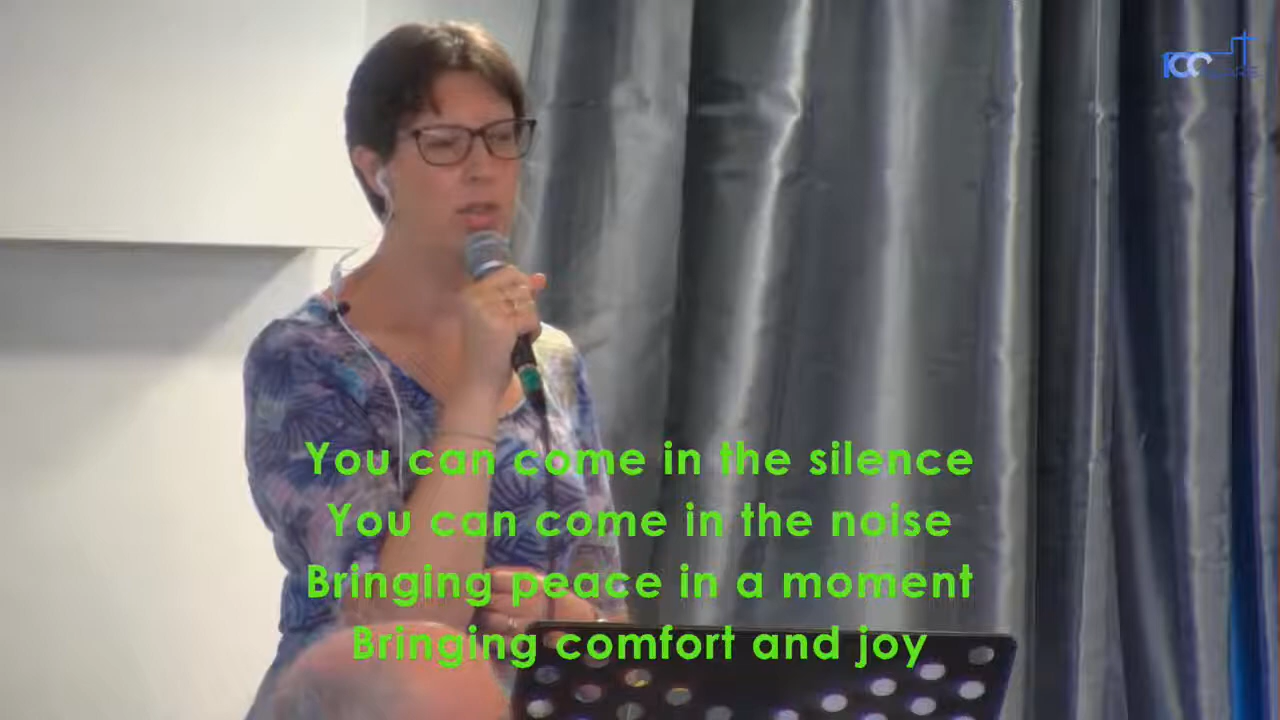 You can come in the silence
You can come in the noise
Bringing peace in a moment
Bringing comfort and joy